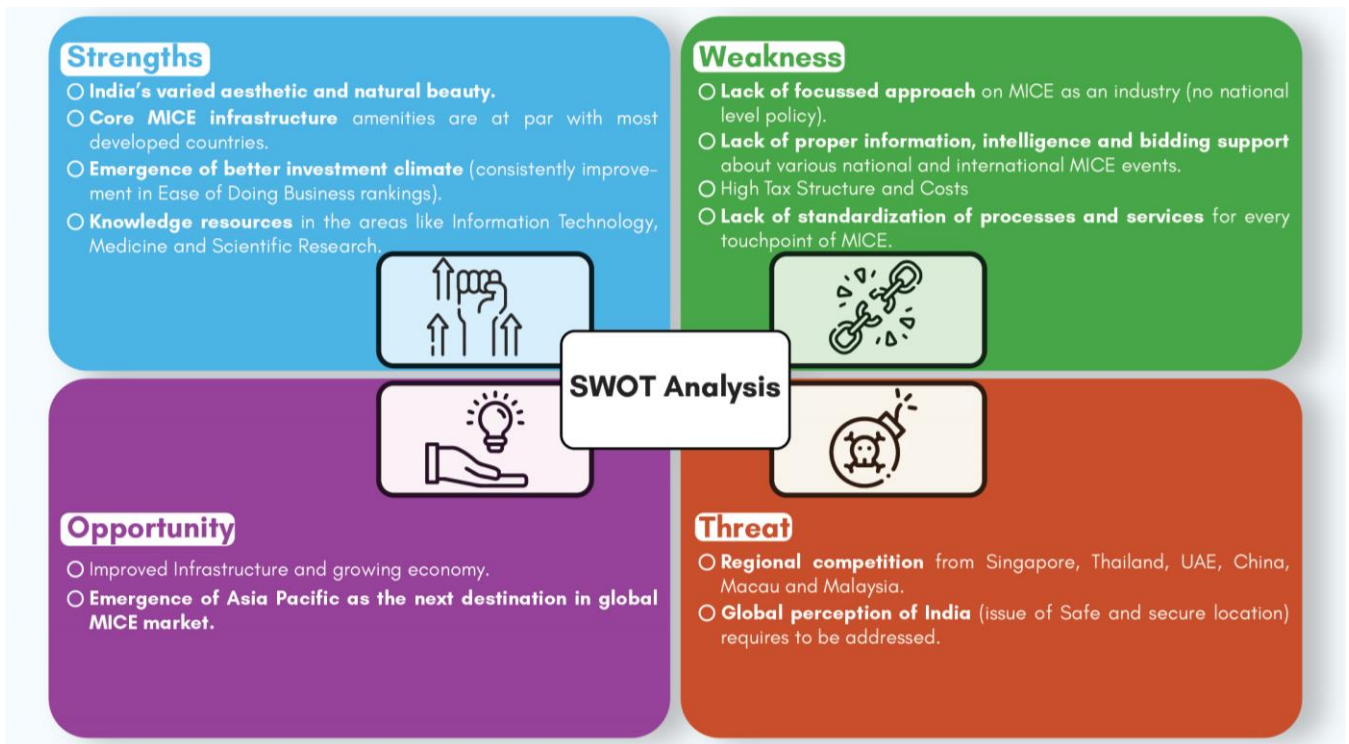 Strengths
○ India's varied aesthetic and natural beauty.
○ Core MICE infrastructure amenities are at par with most
developed countries.
○ Emergence of better investment climate (consistently improve-
ment in Ease of Doing Business rankings).
○ Knowledge resources in the areas like Information Technology,
Medicine and Scientific Research.
Weakness
○ Lack of focussed approach on MICE as an industry (no national
level policy).
○ Lack of proper information, intelligence and bidding support
about various national and international MICE events.
○ High Tax Structure and Costs
○ Lack of standardization of processes and services for every
touchpoint of MICE.
SWOT Analysis
Opportunity
○ Improved Infrastructure and growing economy.
○ Emergence of Asia Pacific as the next destination in global
MICE market.
Threat
○ Regional competition from Singapore, Thailand, UAE, China,
Macau and Malaysia.
○ Global perception of India (issue of Safe and secure location)
requires to be addressed.